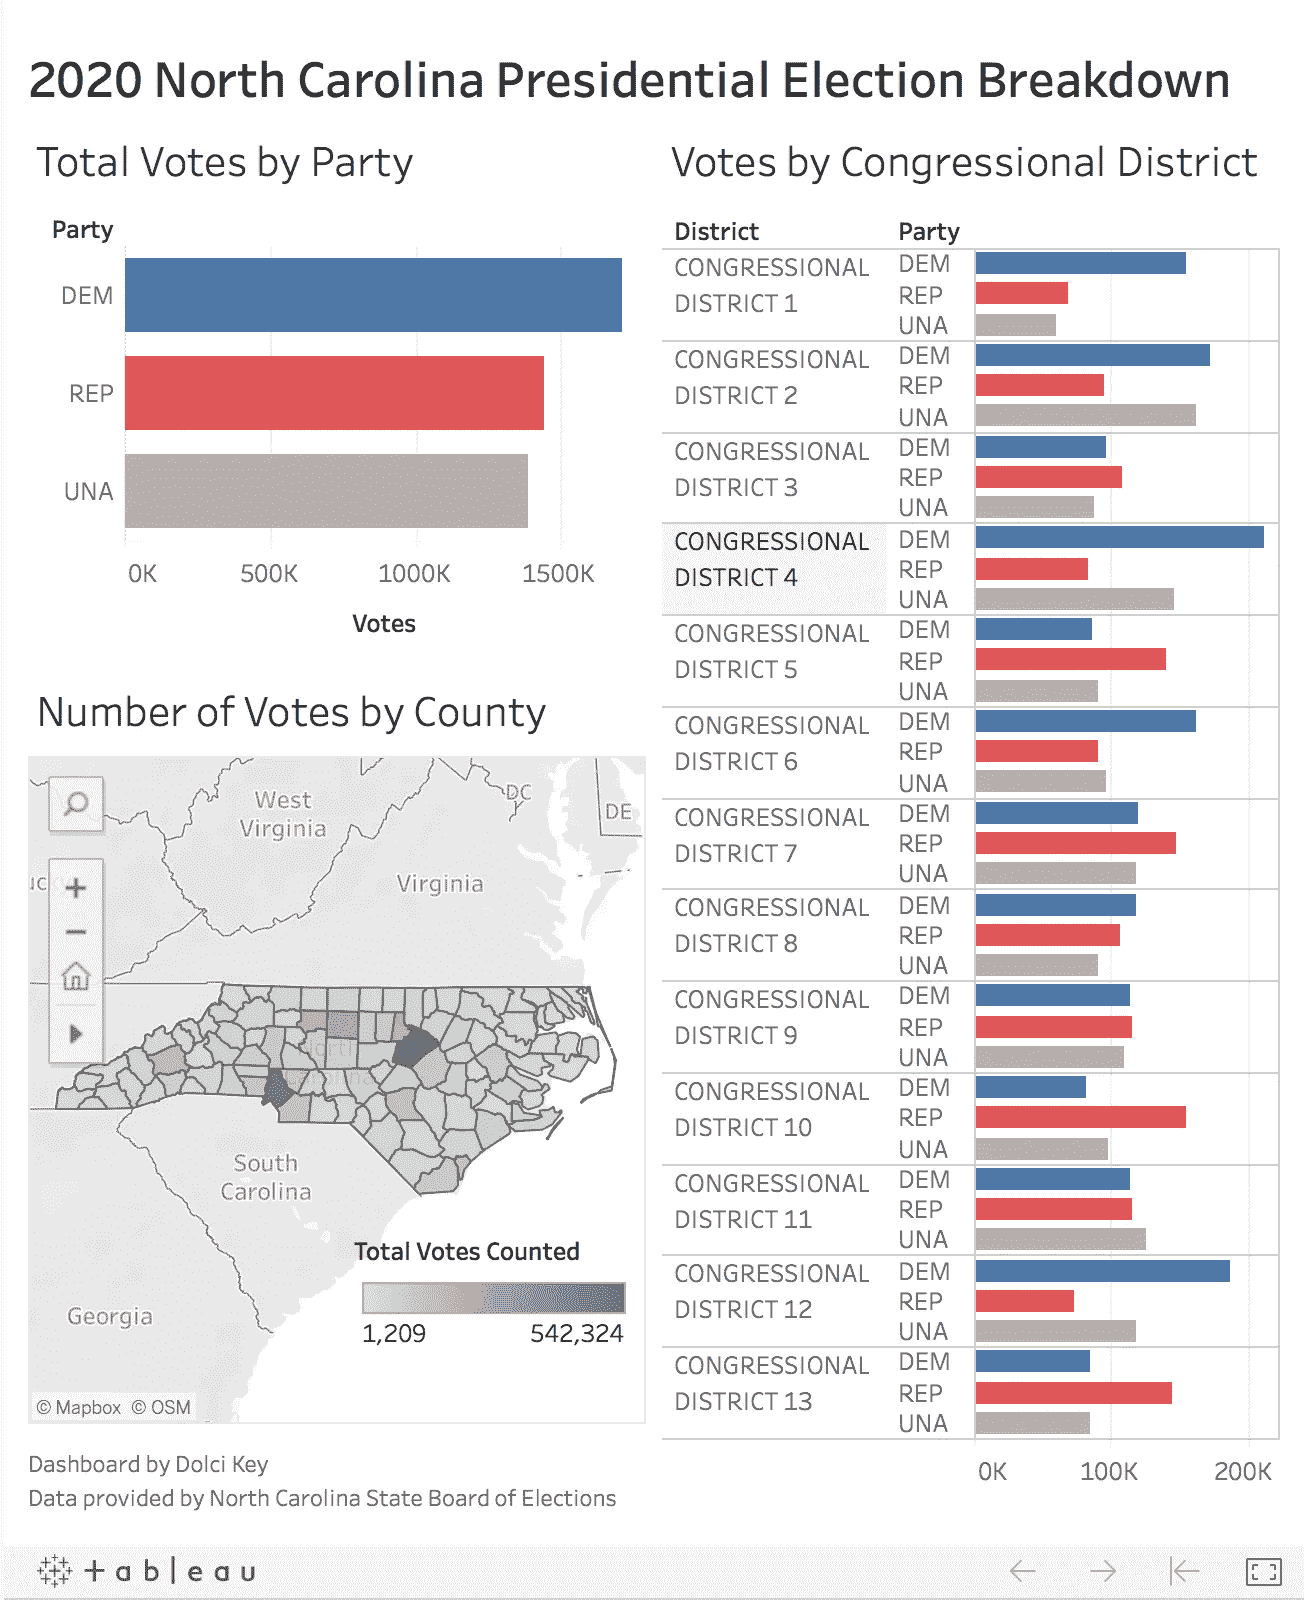 2020 North Carolina Presidential Election Breakdown
Total Votes by Party
Party
DEM
REP
UNA
0K 500K 1000K 1500K
Votes
Number of Votes by County
West
Virginia
DC
DE
Virginia
North
Carolina
South
Carolina
Georgia
Total Votes Counted
1,209 542,324
© Mapbox © OSM
Votes by Congressional District
District Party
CONGRESSIONAL
DISTRICT 1
DEM
REP
UNA
CONGRESSIONAL
DISTRICT 2
DEM
REP
UNA
CONGRESSIONAL
DISTRICT 3
DEM
REP
UNA
CONGRESSIONAL
DISTRICT 4
DEM
REP
UNA
CONGRESSIONAL
DISTRICT 5
DEM
REP
UNA
CONGRESSIONAL
DISTRICT 6
DEM
REP
UNA
CONGRESSIONAL
DISTRICT 7
DEM
REP
UNA
CONGRESSIONAL
DISTRICT 8
DEM
REP
UNA
CONGRESSIONAL
DISTRICT 9
DEM
REP
UNA
CONGRESSIONAL
DISTRICT 10
DEM
REP
UNA
CONGRESSIONAL
DISTRICT 11
DEM
REP
UNA
CONGRESSIONAL
DISTRICT 12
DEM
REP
UNA
CONGRESSIONAL
DISTRICT 13
DEM
REP
UNA
0K 100K 200K
Dashboard by Dolci Key
Data provided by North Carolina State Board of Elections
+ a b | e a u